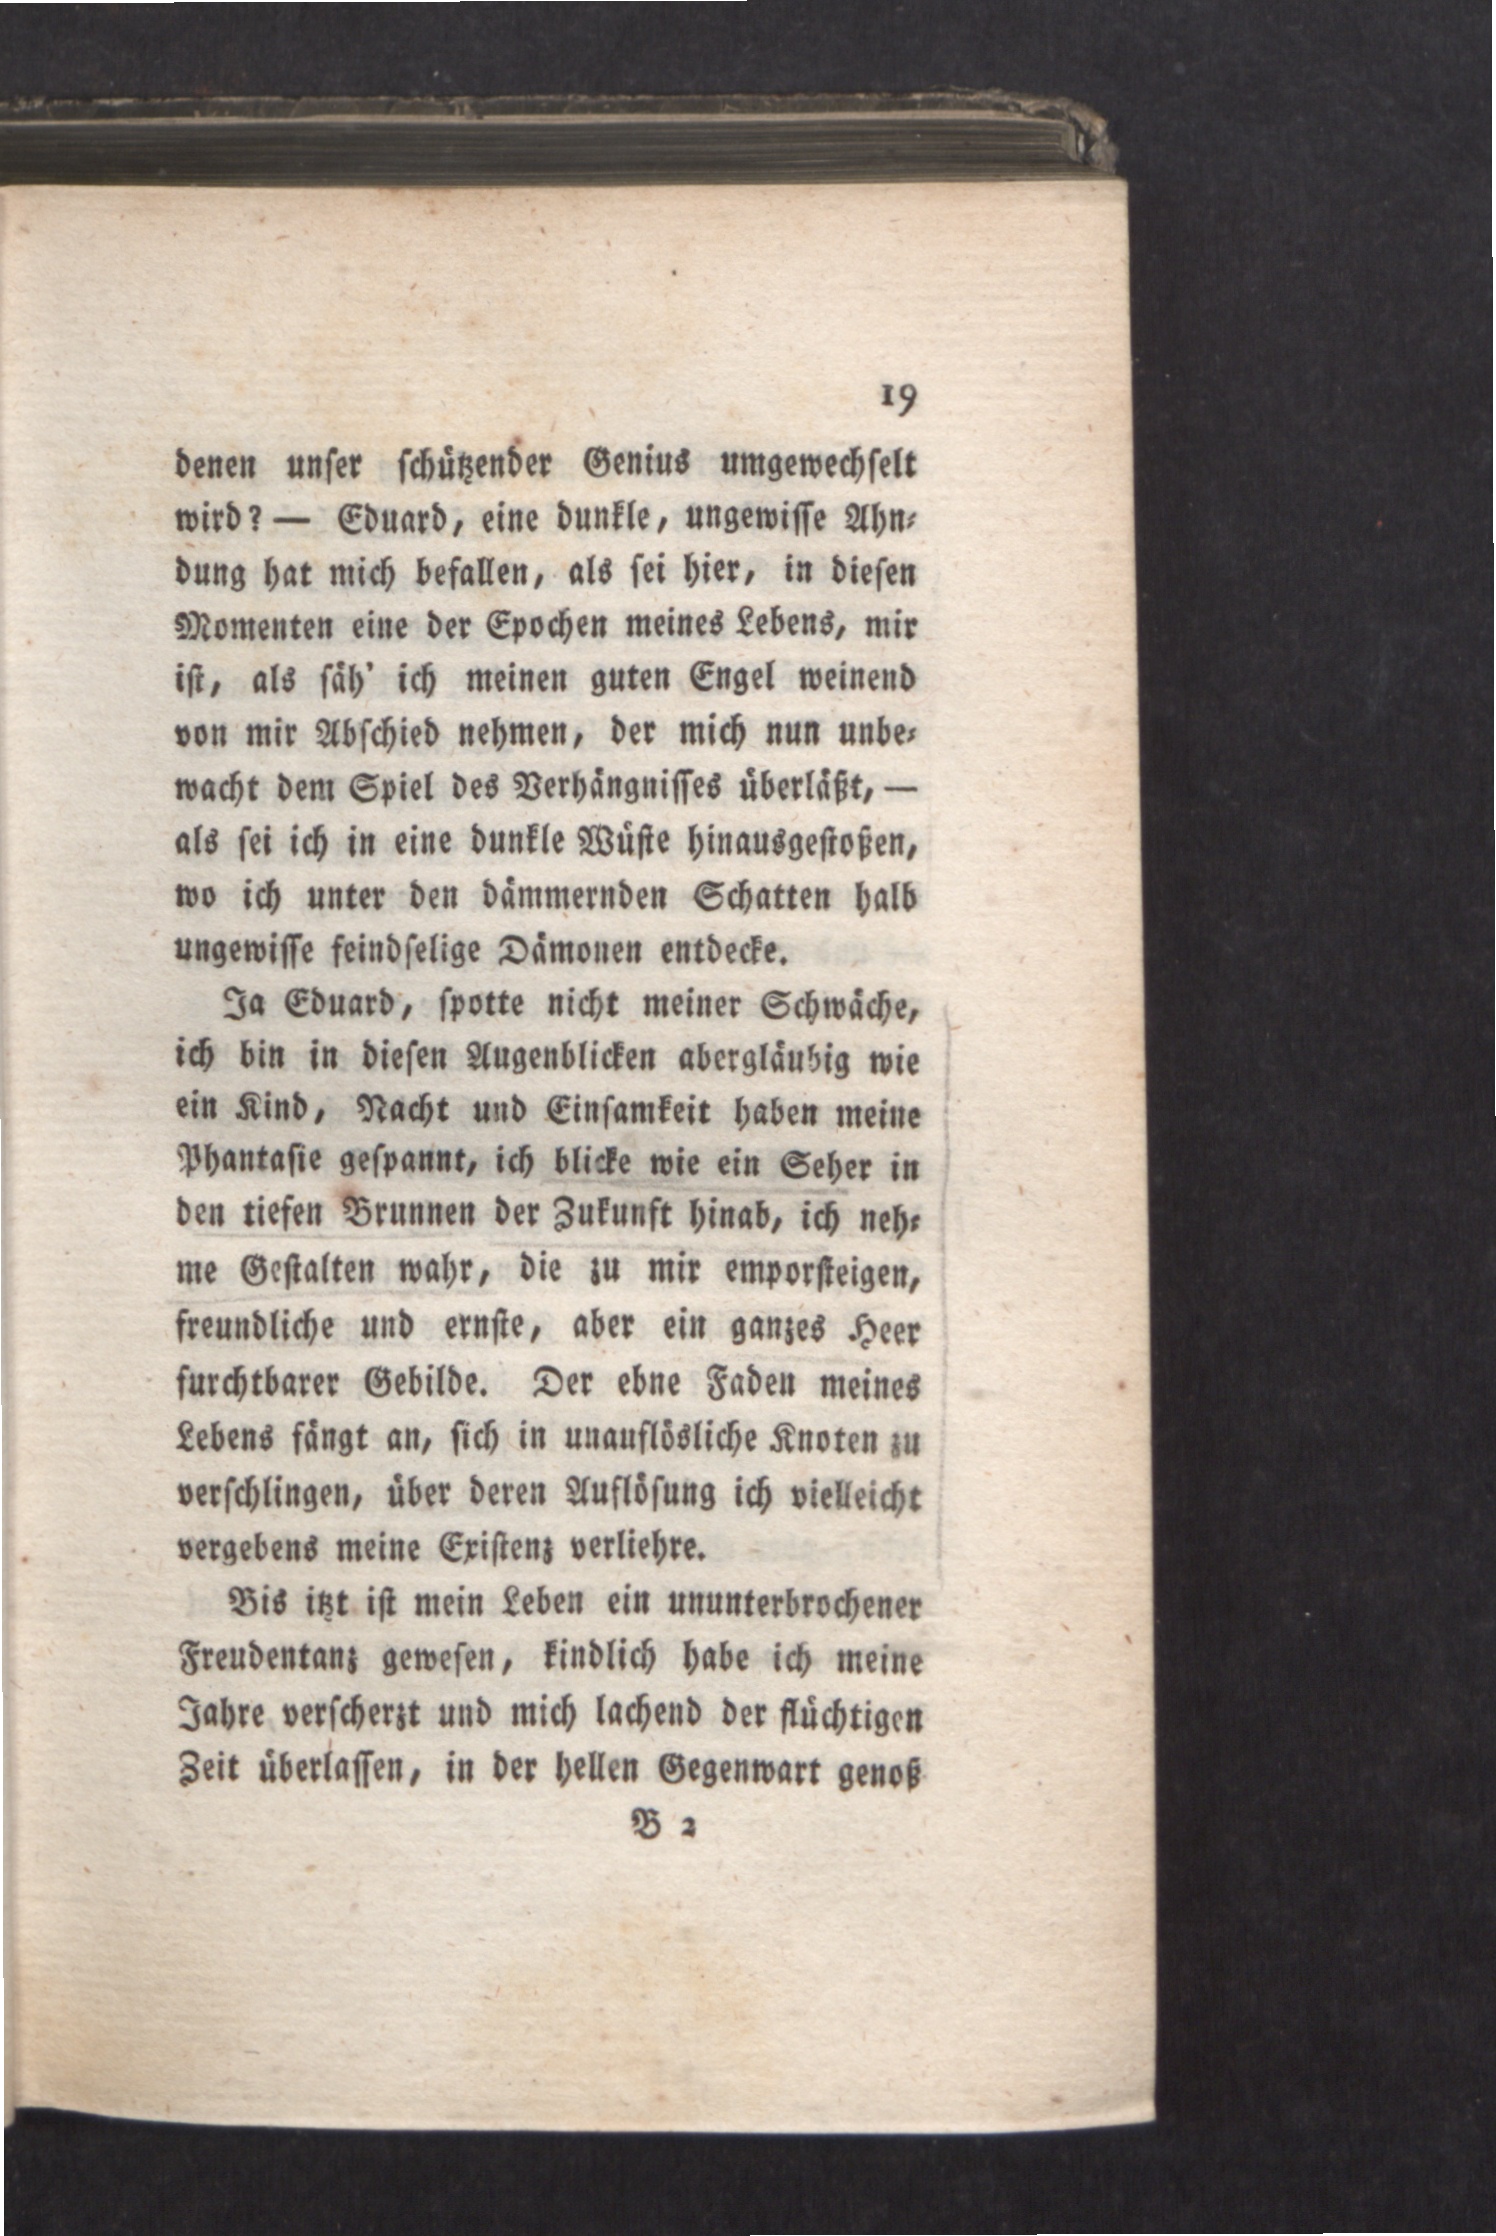 19
denen unſer ſchützender Genius umgewechſelt
wird? — Eduard, eine dunkle, ungewiſſe Ahn⸗
dung hat mich befallen, als ſei hier, in dieſen
Momenten eine der Epochen meines Lebens, mir
iſt, als ſäh' ich meinen guten Engel weinend
von mir Abſchied nehmen, der mich nun unbe⸗
wacht dem Spiel des Verhängniſſes überläßt, —
als ſei ich in eine dunkle Wüſte hinausgeſtoßen,
wo ich unter den dämmernden Schatten halb
ungewiſſe feindſelige Dämonen entdecke.
Ja Eduard, ſpotte nicht meiner Schwäche,
ich bin in dieſen Augenblicken abergläubig wie
ein Kind, Nacht und Einſamkeit haben meine
Phantaſie geſpannt, ich blicke wie ein Seher in
den tiefen Brunnen der Zukunft hinab, ich neh⸗
me Geſtalten wahr, die zu mir emporſteigen,
freundliche und ernſte, aber ein ganzes Heer
furchtbarer Gebilde. Der ebne Faden meines
Lebens fängt an, ſich in unauflösliche Knoten zu
verſchlingen, über deren Auflöſung ich vielleicht
vergebens meine Exiſtenz verliehre.
Bis itzt iſt mein Leben ein ununterbrochener
Freudentanz geweſen, kindlich habe ich meine
Jahre verſcherzt und mich lachend der flüchtigen
Zeit überlaſſen, in der hellen Gegenwart genoß
B 2